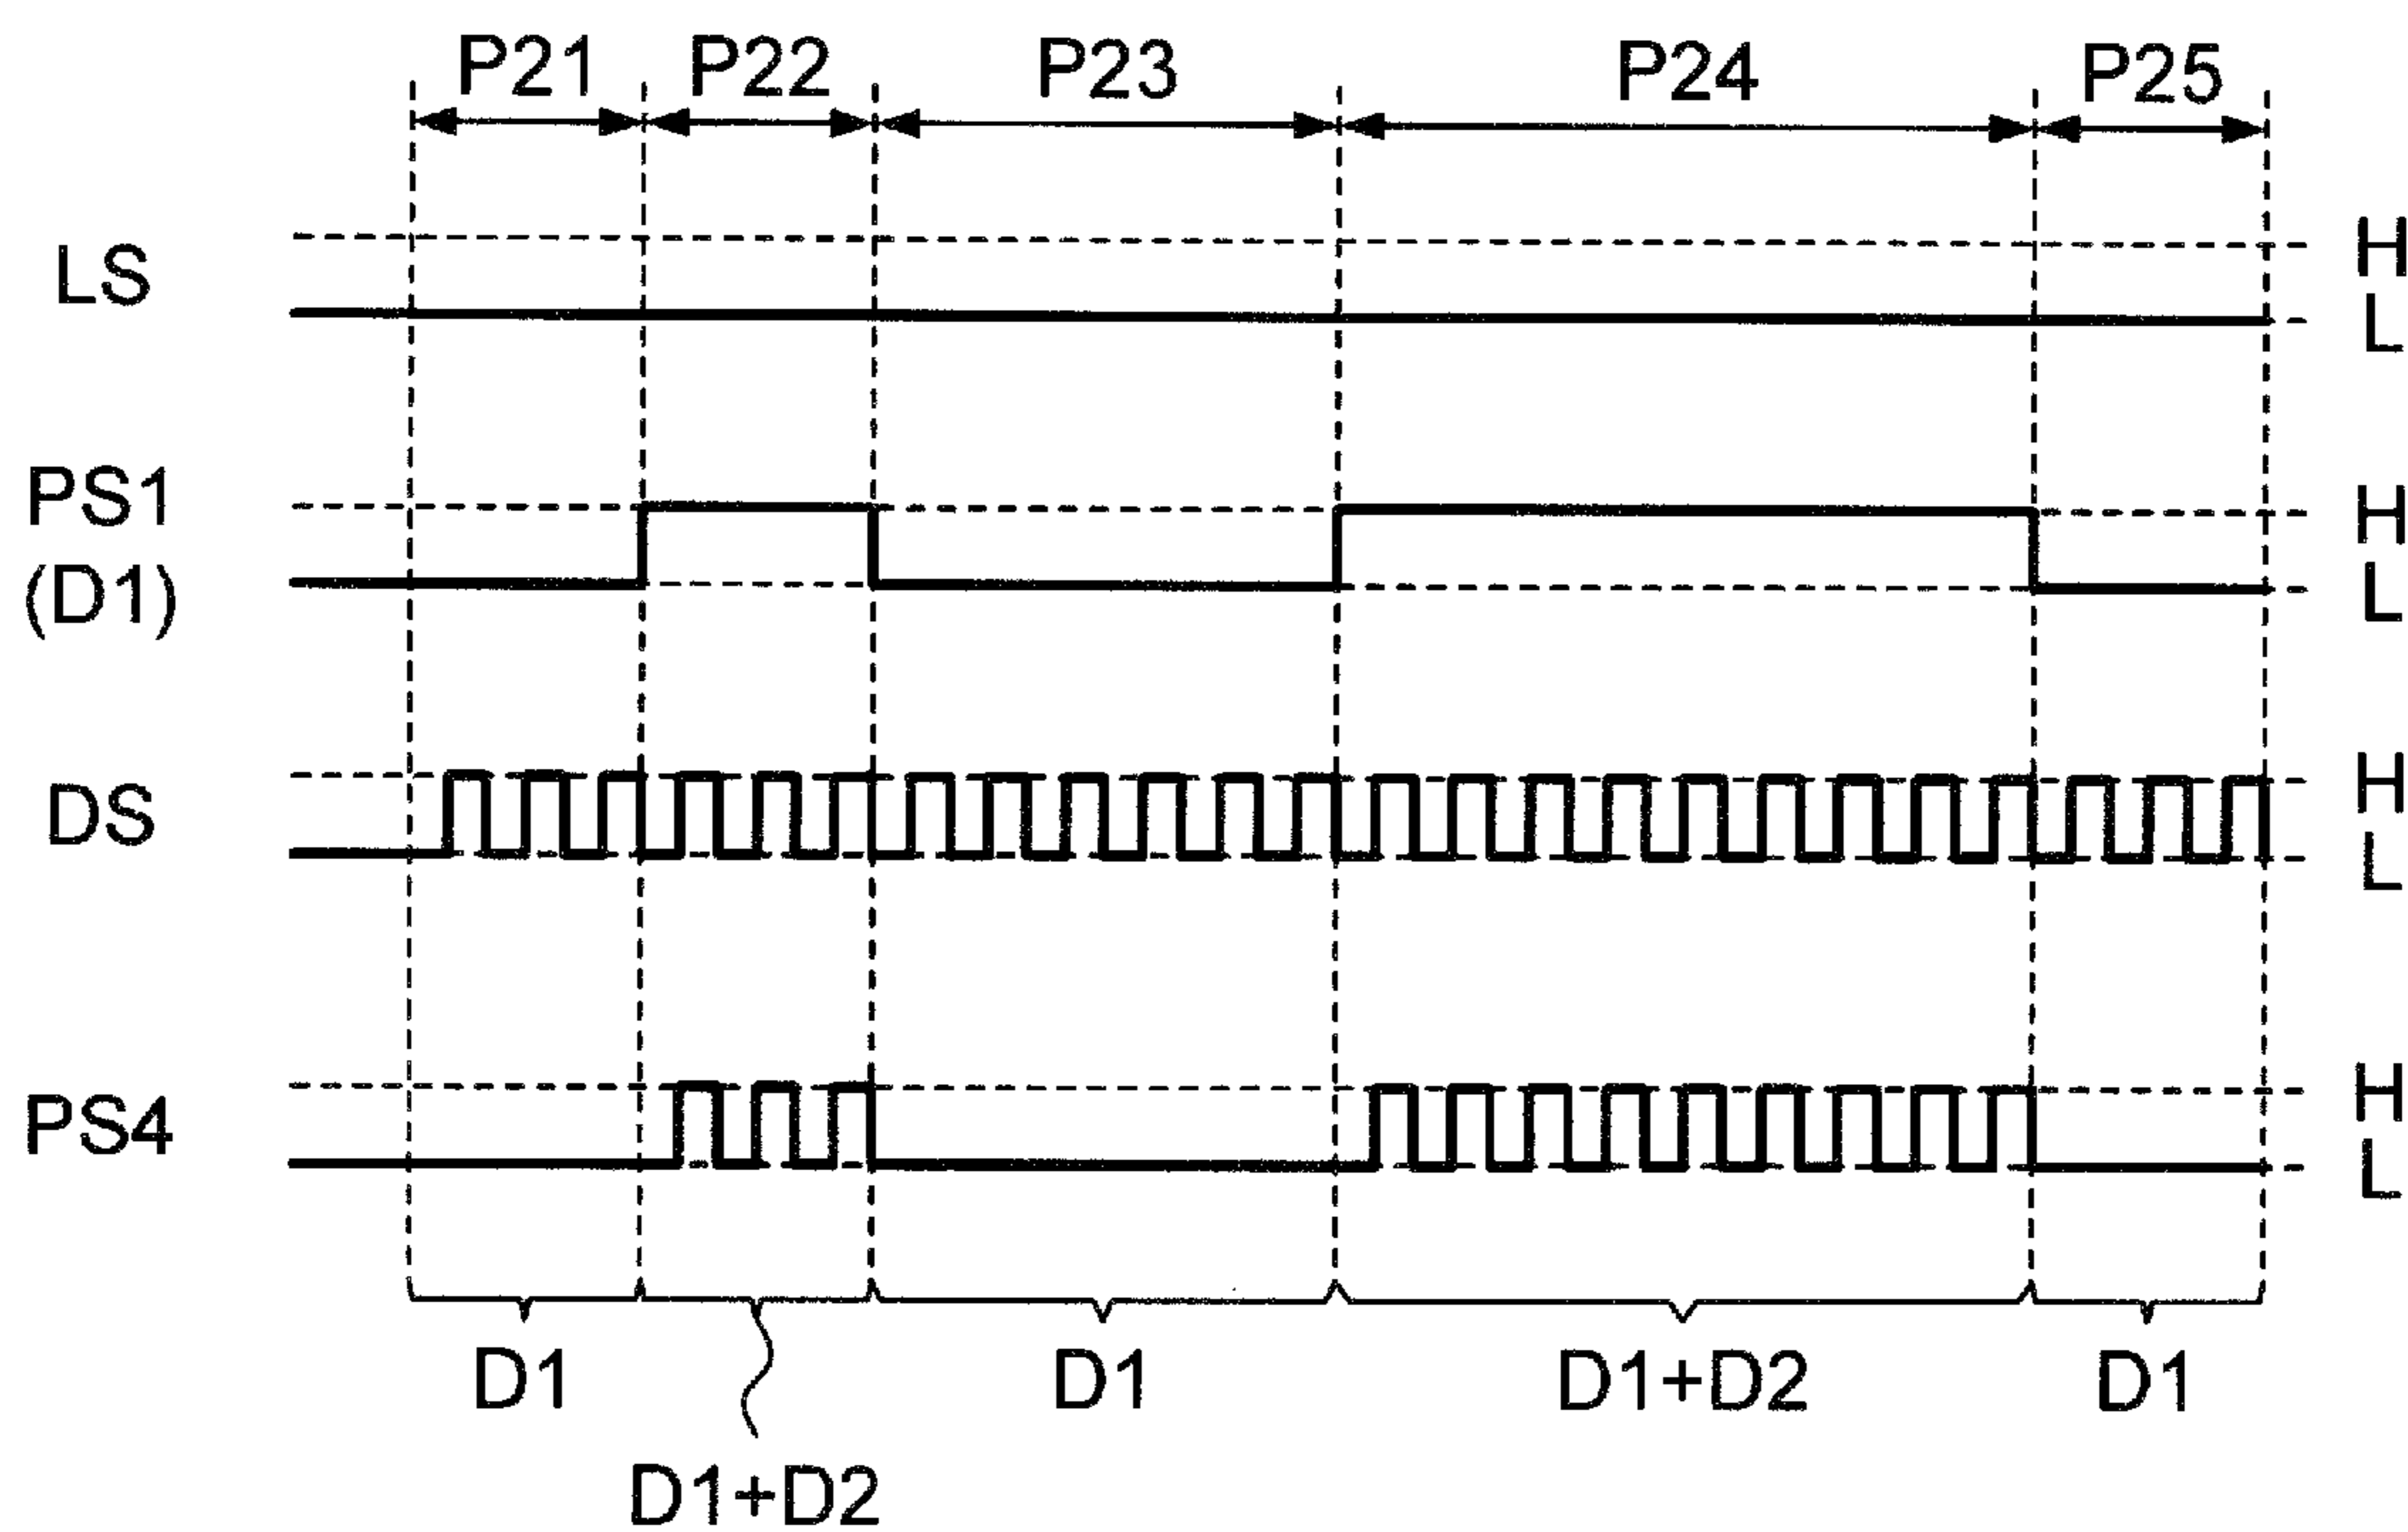 P21 P22 P23 P24 P25
LS H
L
PS1 H
(D1) L
DS H
L
PS4 H
L
D1 D1 D1+D2 D1
D1+D2